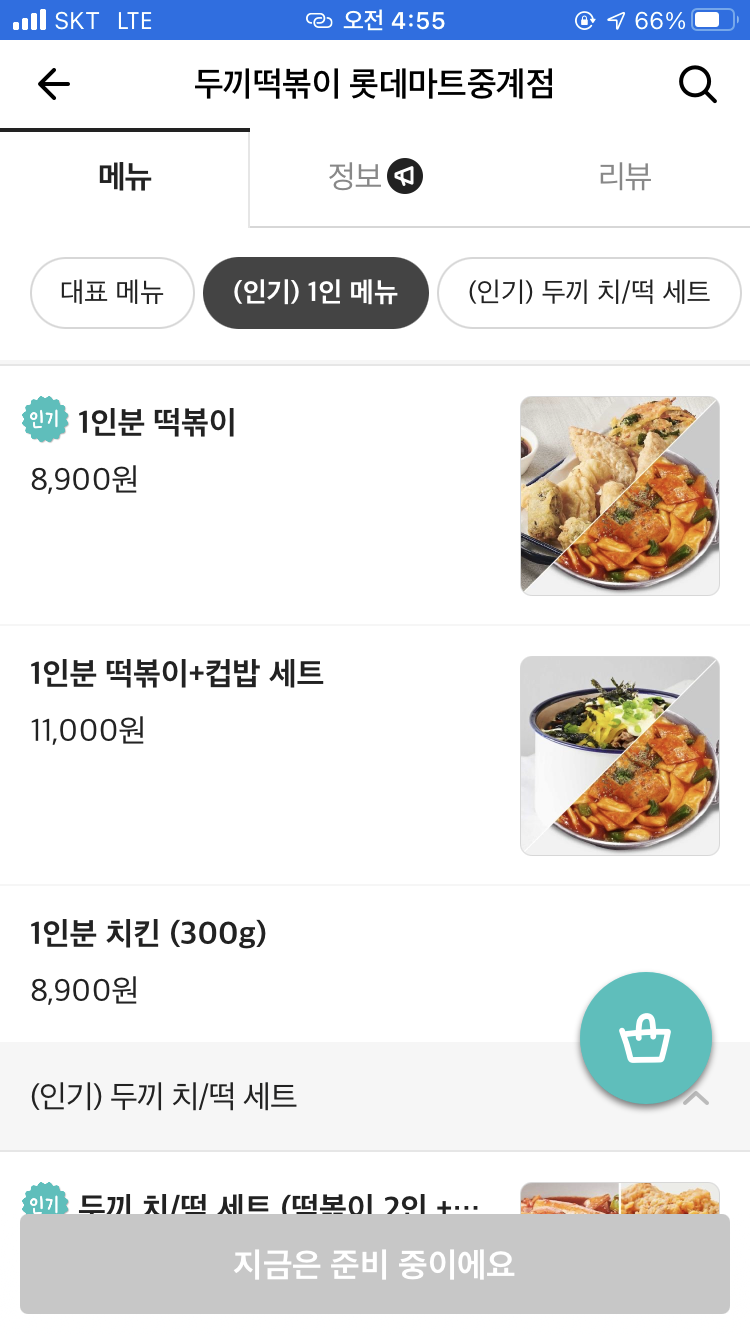 SKT LTE 오전 4:55 66%
두끼떡볶이 롯데마트중계점
메뉴 정보 리뷰
대표 메뉴 (인기) 1인 메뉴 (인기) 두끼 치/떡 세트
인기 1인분 떡볶이
8,900원
1인분 떡볶이+컵밥 세트
11,000원
1인분 치킨 (300g)
8,900원
(인기) 두끼 치/떡 세트
인기 두끼 치/떡 세트 (떡볶이 2인 +···
지금은 준비 중이에요